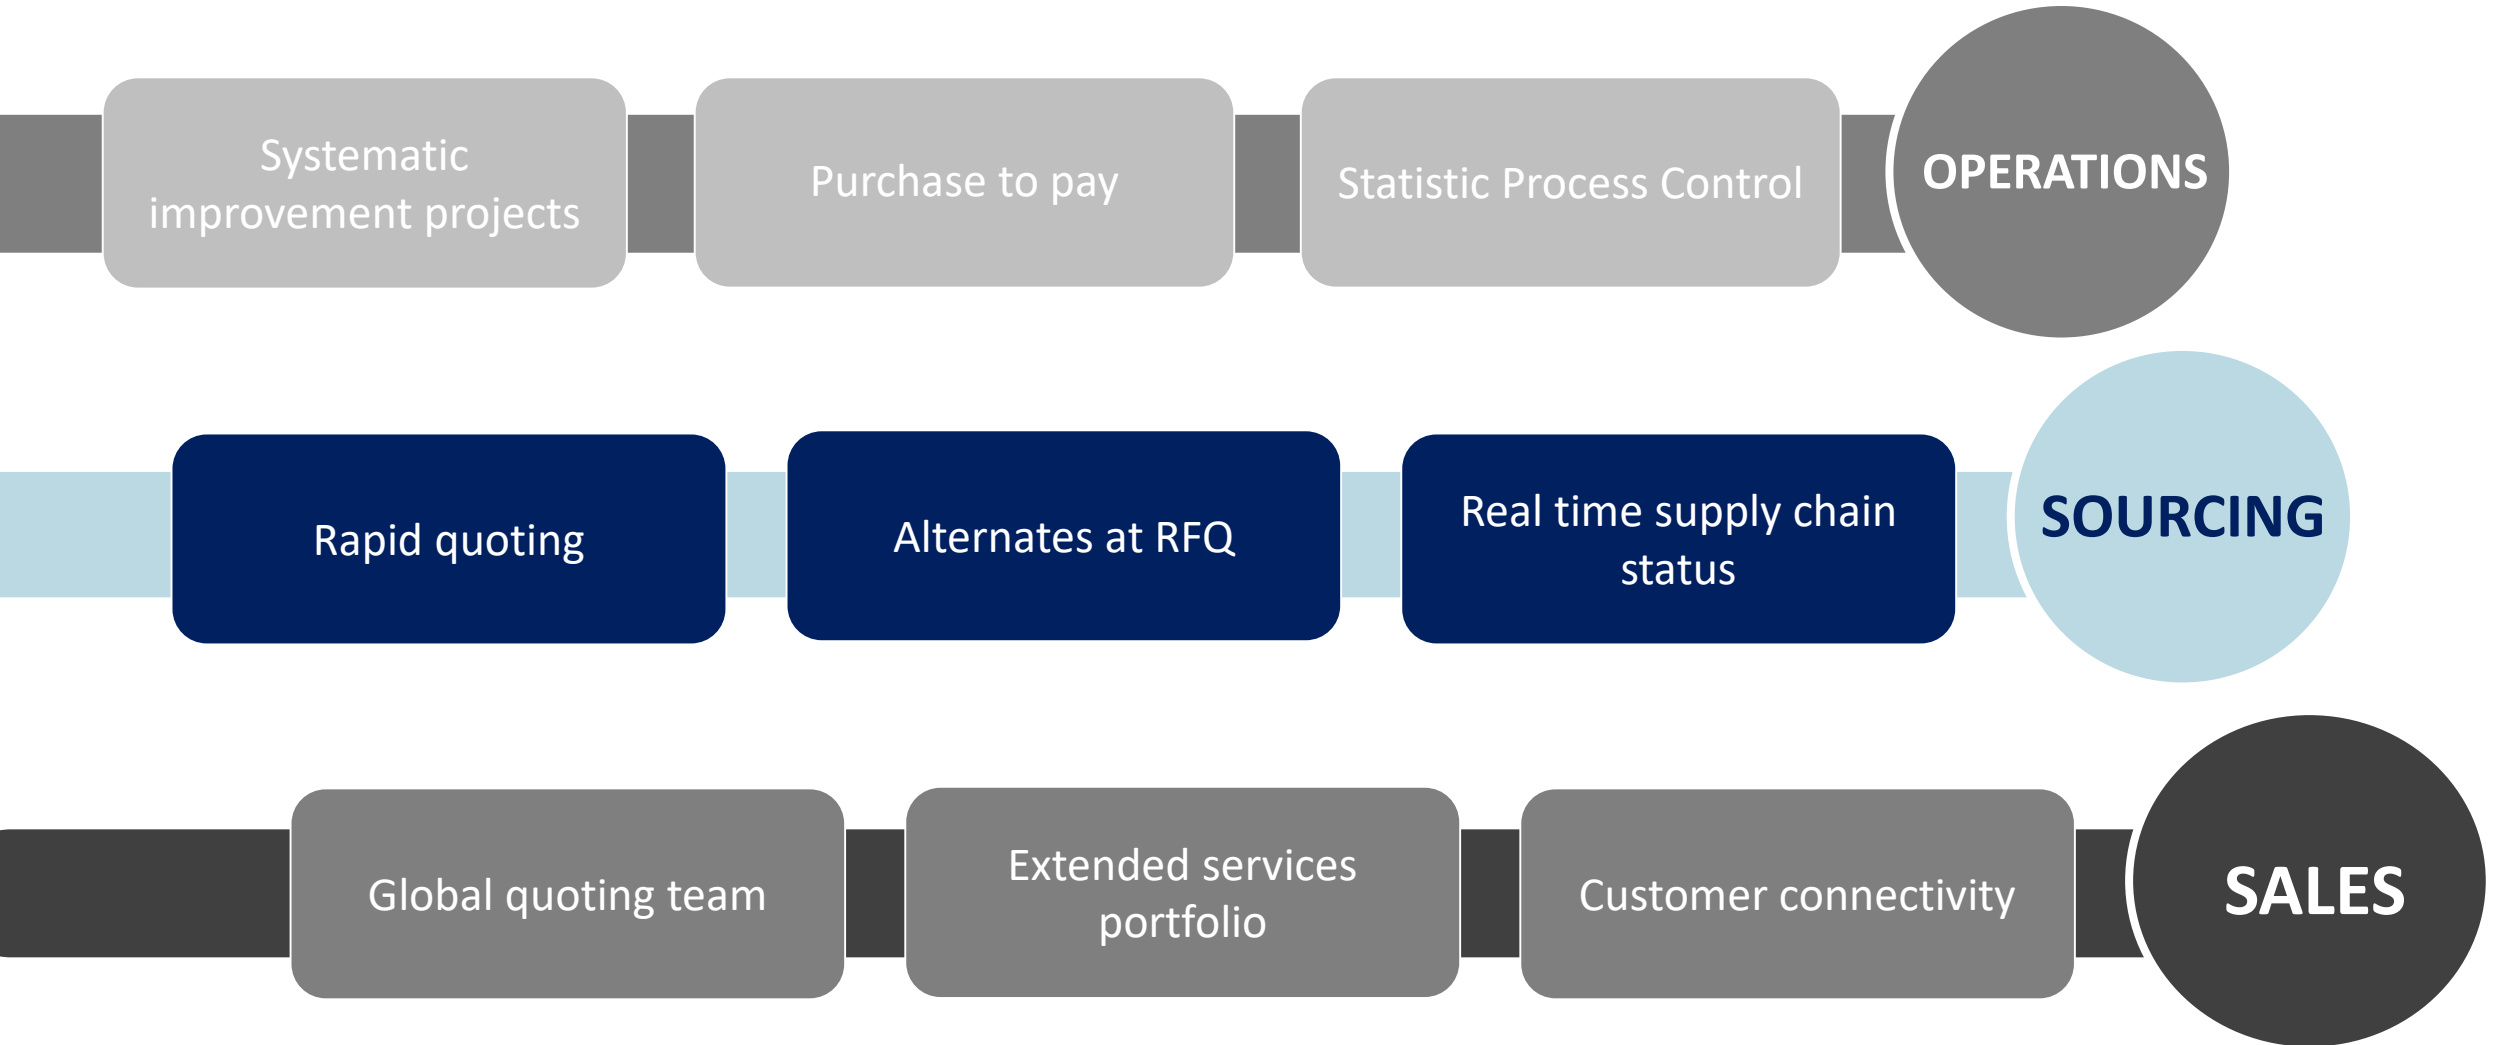 Systematic
improvement projects
Purchase to pay
Statistic Process Control
OPERATIONS
Rapid quoting
Alternates at RFQ
Real time supply chain
status
SOURCING
Global quoting team
Extended services
portfolio
Customer connectivity
SALES